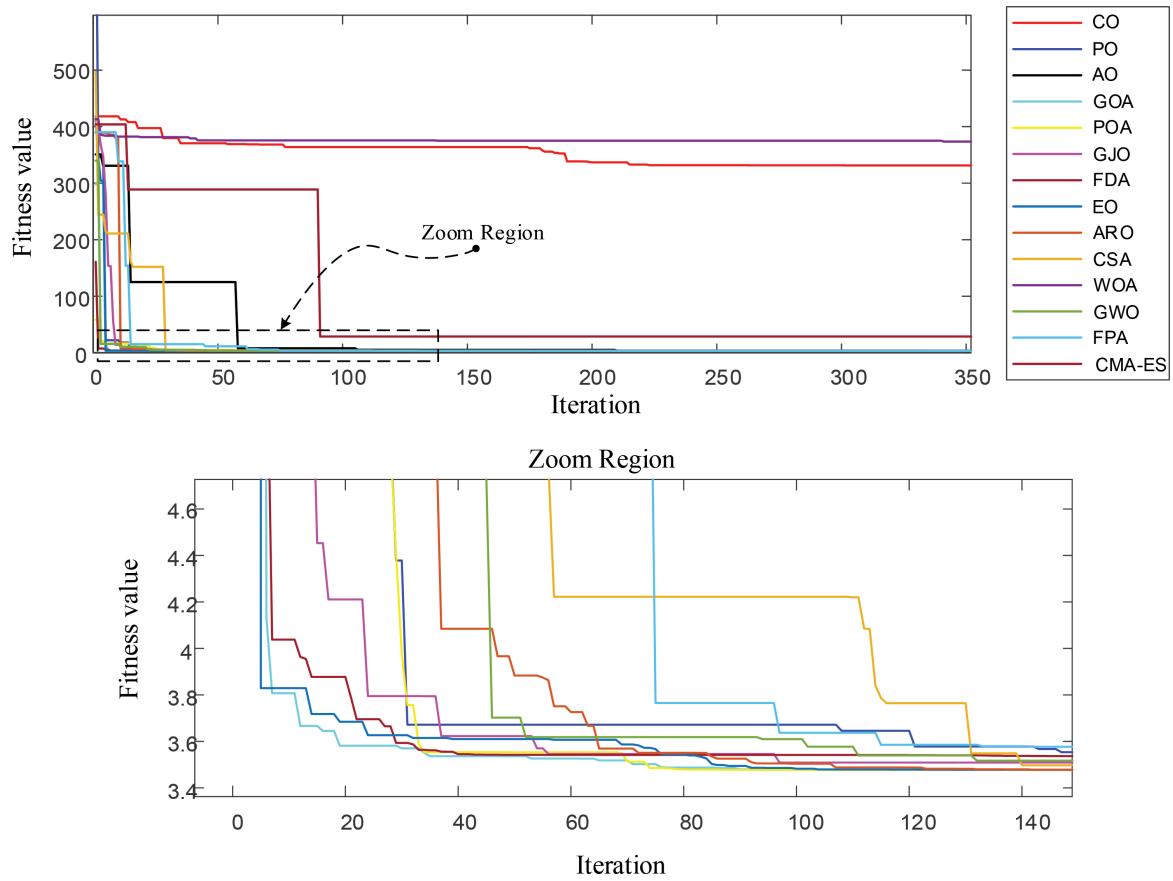 Fitness value
500
400
300
200
100
0
Zoom Region
0 50 100 150 200 250 300 350
Iteration
CO
PO
AO
GOA
POA
GJO
FDA
EO
ARO
CSA
WOA
GWO
FPA
CMA-ES
Zoom Region
Fitness value
4.6
4.4
4.2
4
3.8
3.6
3.4
0 20 40 60 80 100 120 140
Iteration